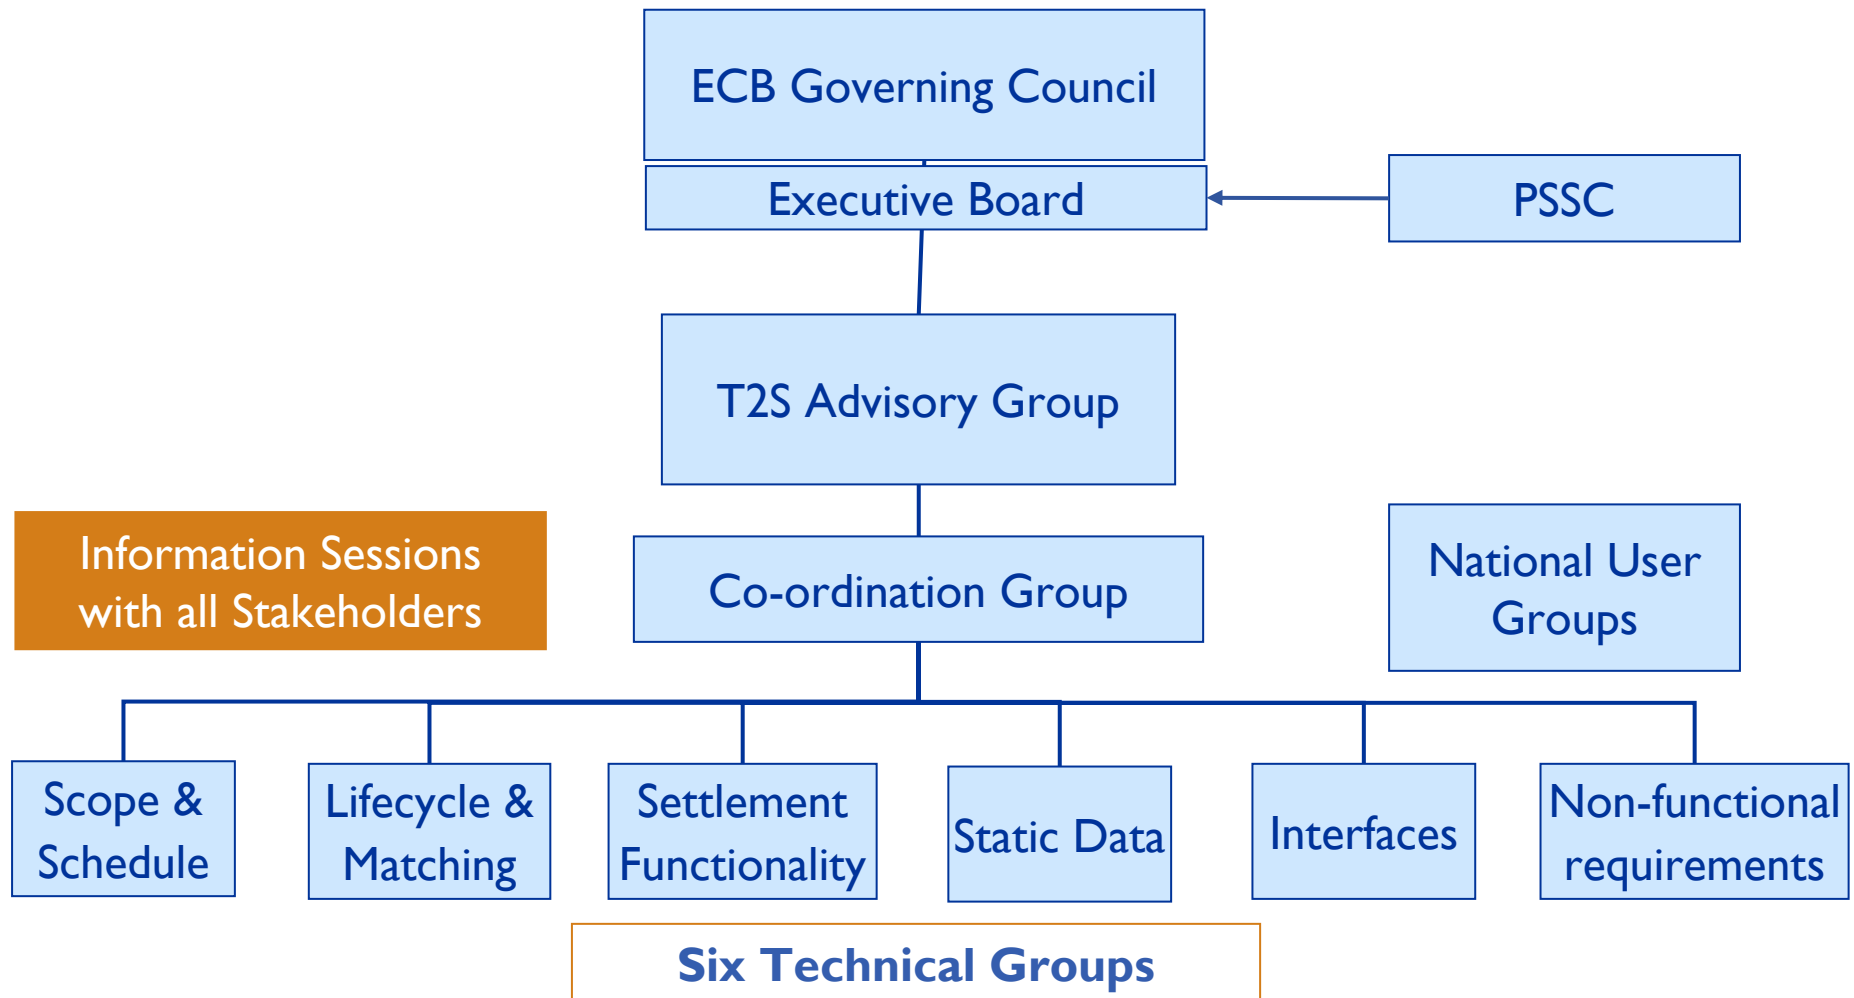 ECB Governing Council
Executive Board
PSSC
T2S Advisory Group
Information Sessions
with all Stakeholders
Co-ordination Group
National User
Groups
Scope &
Schedule
Lifecycle &
Matching
Settlement
Functionality
Static Data
Interfaces
Non-functional
requirements
Six Technical Groups